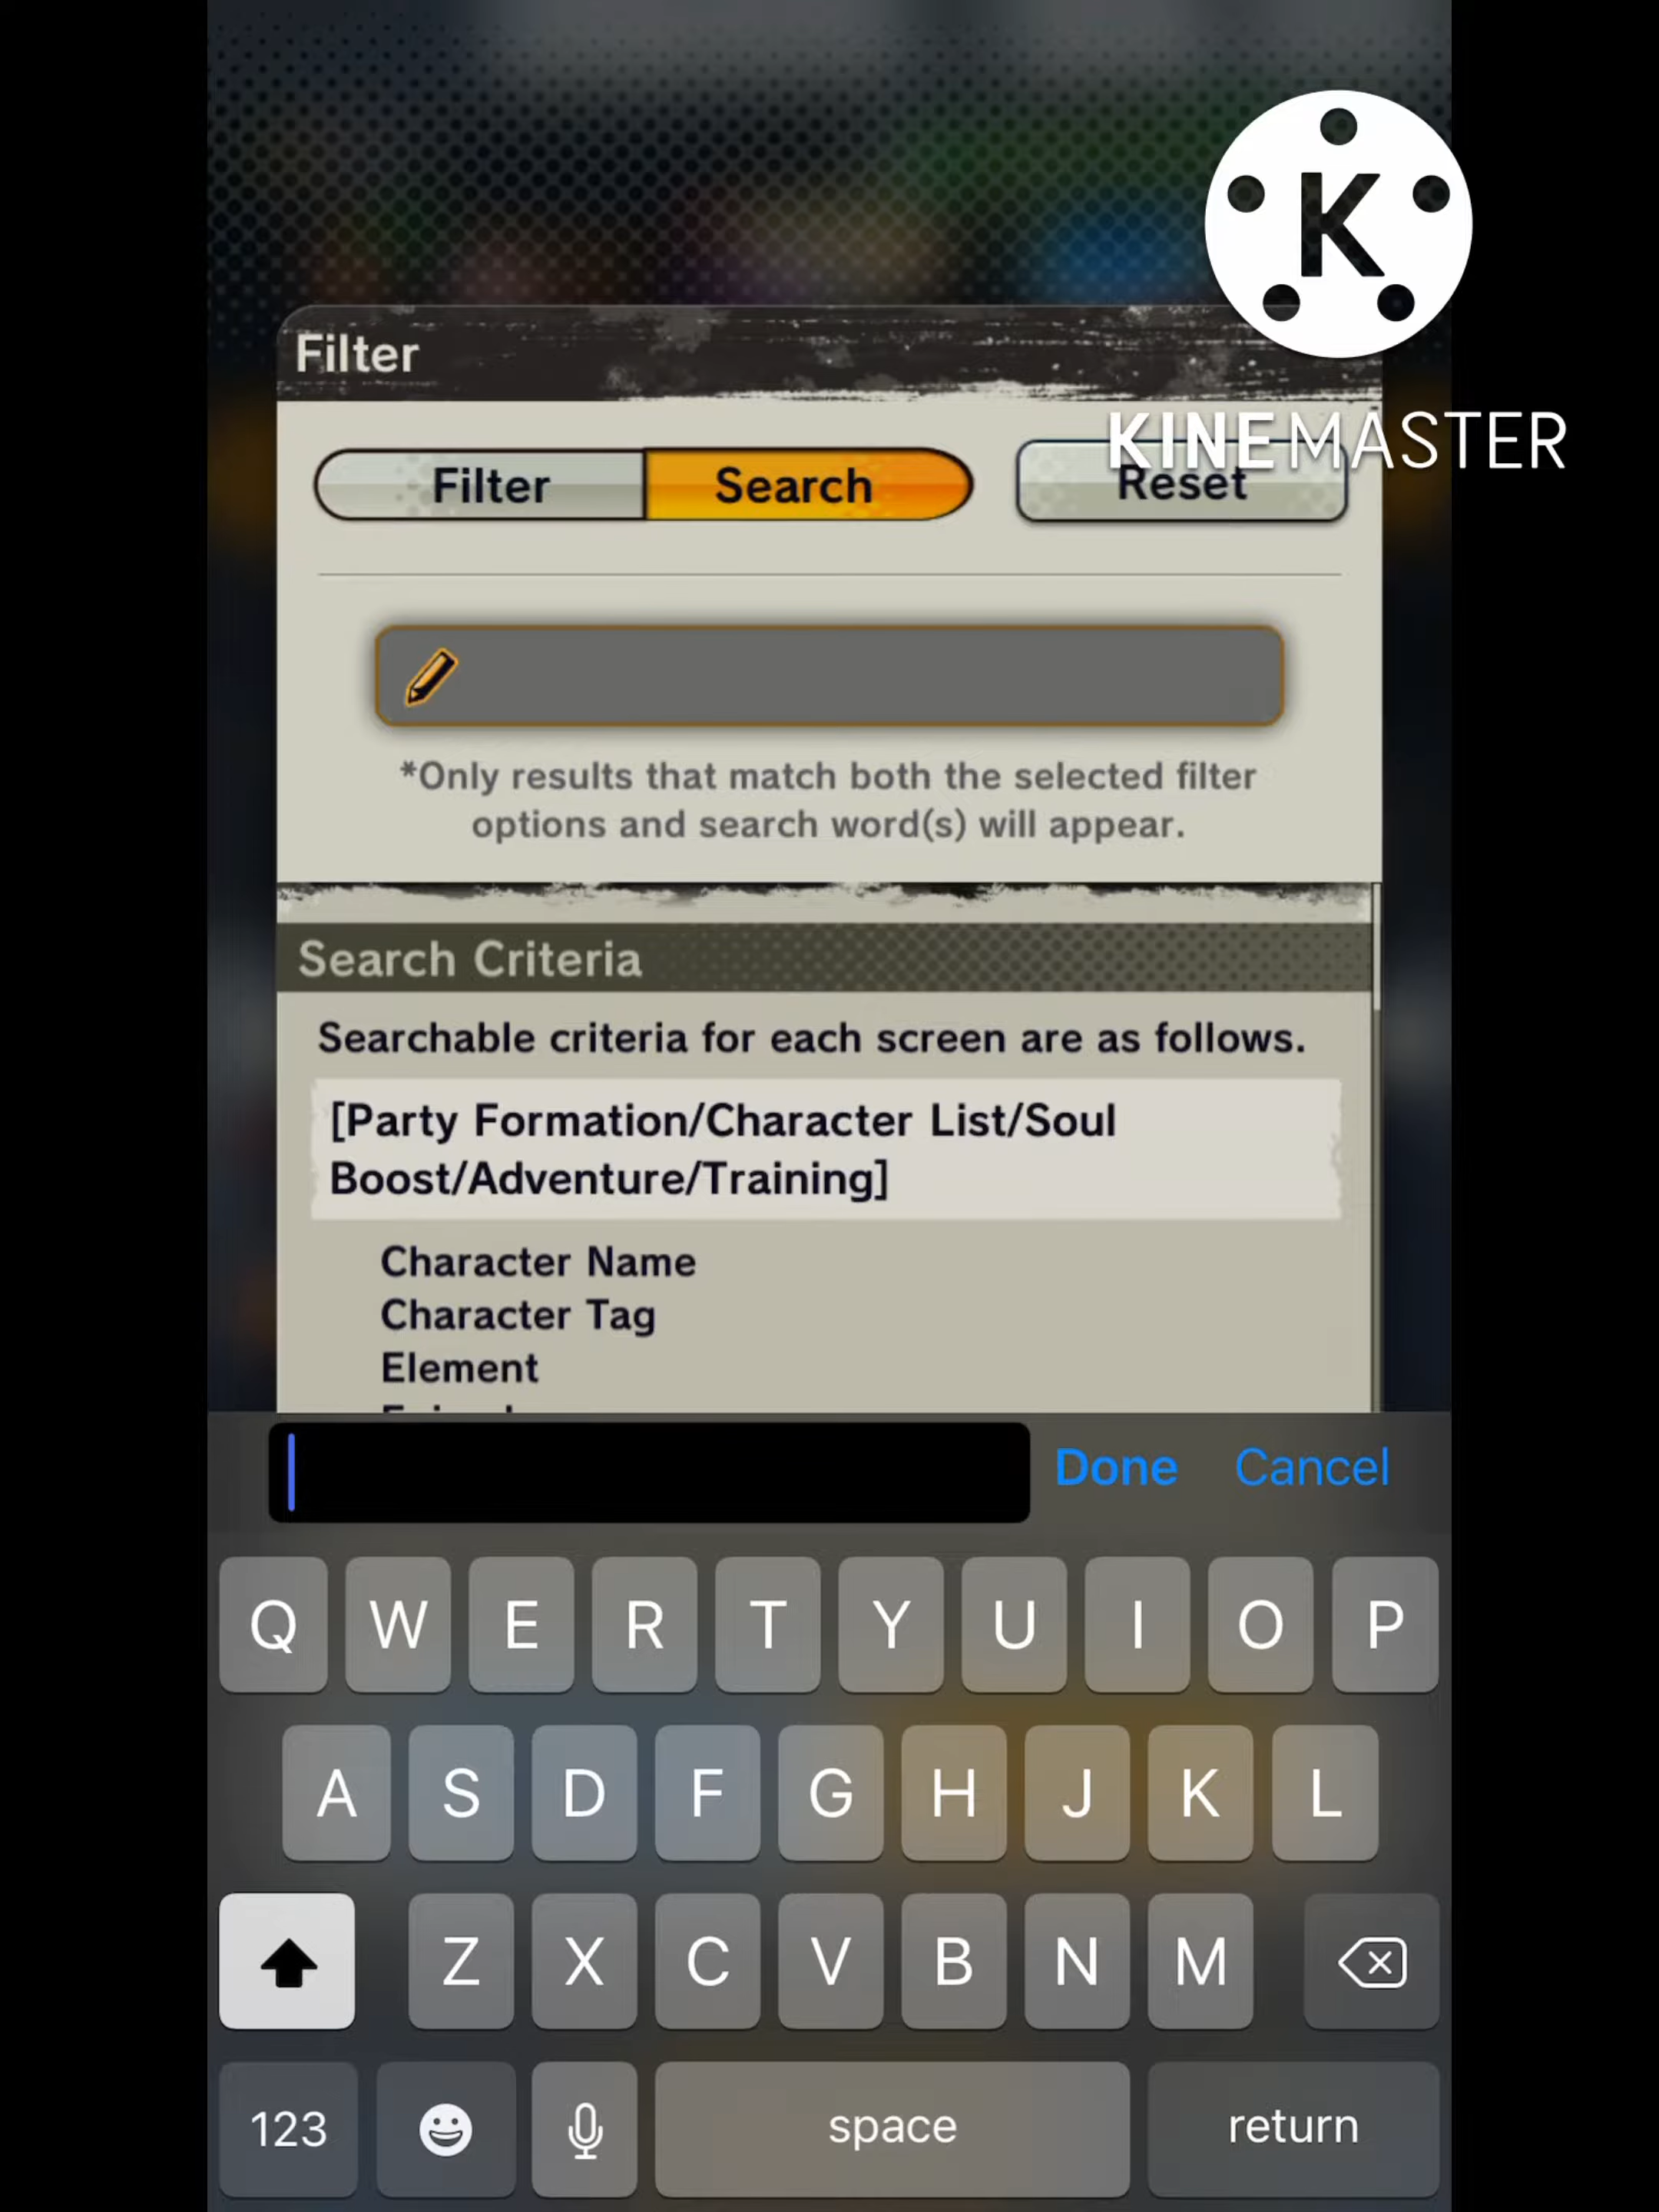 K
KINEMASTER
Filter
Filter Search Reset
*Only results that match both the selected filter
options and search word(s) will appear.
Search Criteria
Searchable criteria for each screen are as follows.
[Party Formation/Character List/Soul
Boost/Adventure/Training]
Character Name
Character Tag
Element
Done Cancel
Q W E R T Y U I O P
A S D F G H J K L
Z X C V B N M
123 space return